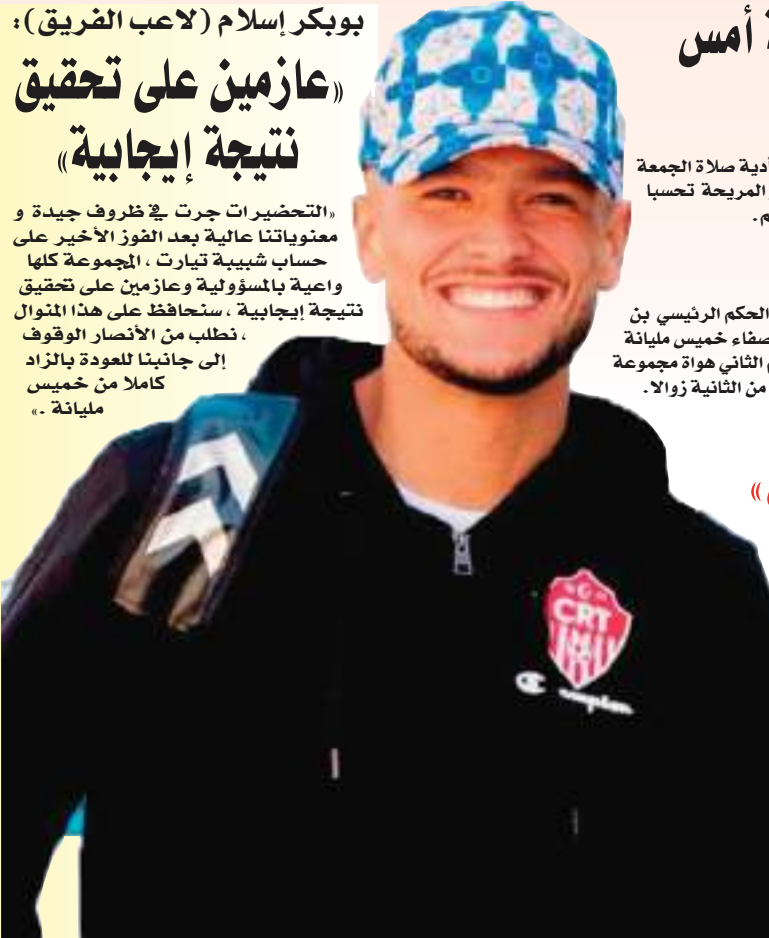 بوبكر إسلام (لاعب الفريق):
«عازمين على تحقيق
نتيجة إيجابية»
«التحضيرات جرت في ظروف جيدة و
معنوياتنا عالية بعد الفوز الأخير على
حساب شبيبة تيارت ، المجموعة كلها
واعية بالمسؤولية وعازمين على تحقيق
نتيجة إيجابية ، سنحافظ على هذا المنوال
، نطلب من الأنصار الوقوف
إلى جانبنا للعودة بالزاد
كاملا من خميس
مليانة .»
أمس
صلاة الجمعة
المريحة تحسبا
الحكم الرئيسي بن
خميس مليانة
الثاني هواة مجموعة
من الثانية زوالا.
»
CRT